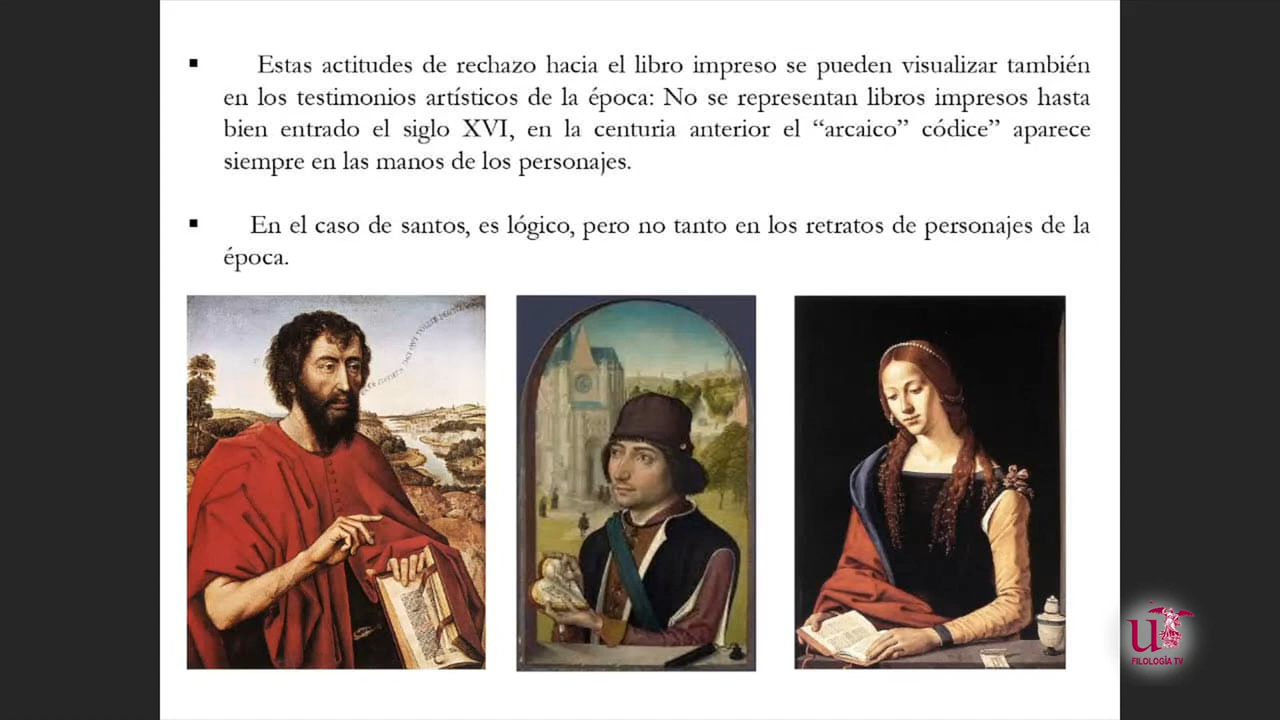 ▪ Estas actitudes de rechazo hacia el libro impreso se pueden visualizar también
en los testimonios artísticos de la época: No se representan libros impresos hasta
bien entrado el siglo XVI, en la centuria anterior el “arcaico” códice” aparece
siempre en las manos de los personajes.
▪ En el caso de santos, es lógico, pero no tanto en los retratos de personajes de la
época.
u
FILOLOGÍA TV